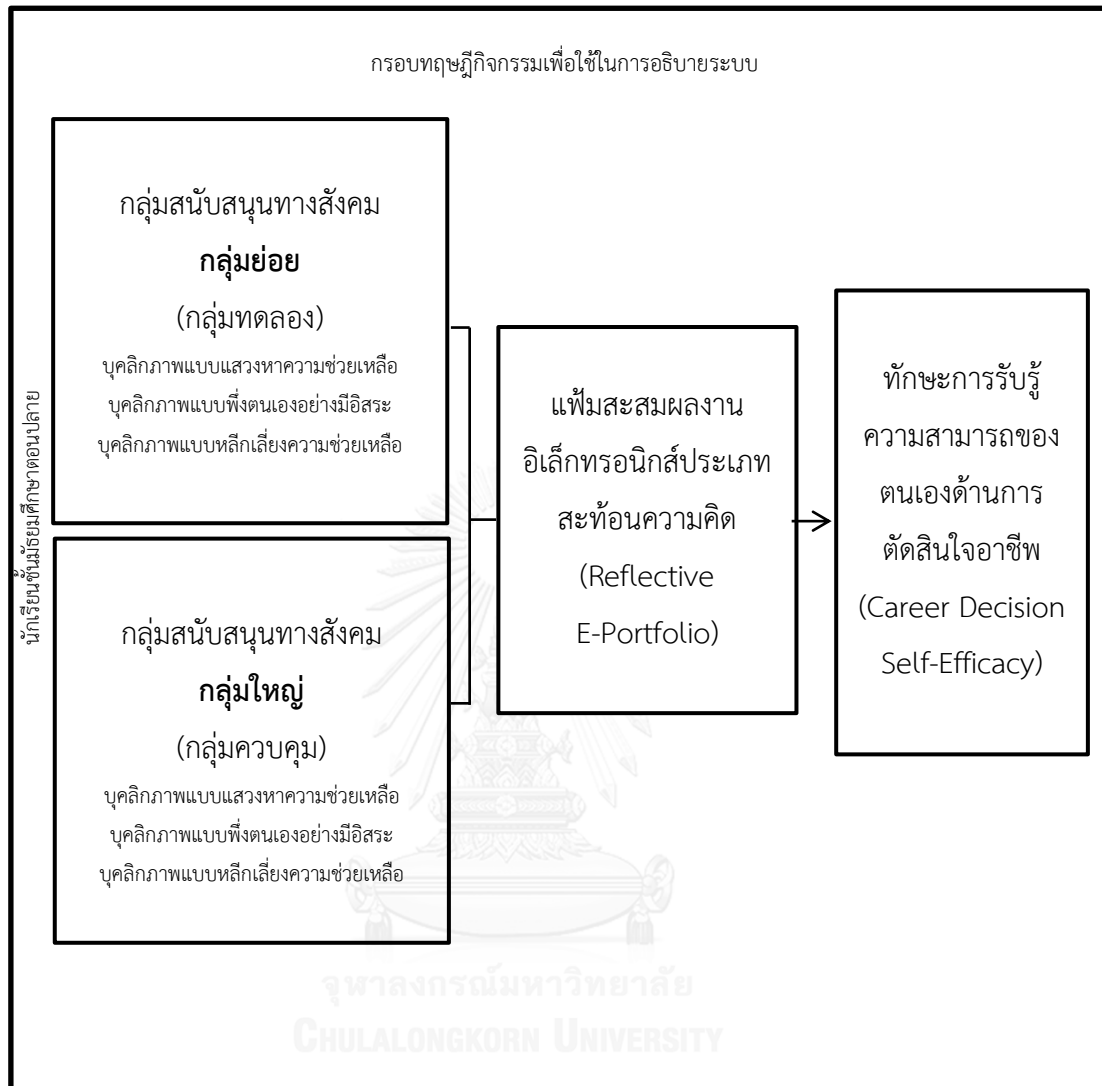 กรอบทฤษฎีกิจกรรมเพื่อใช้ในการอธิบายระบบ
นักเรียนชั้นมัธยมศึกษาตอนปลาย
กลุ่มสนับสนุนทางสังคม
กลุ่มย่อย
(กลุ่มทดลอง)
บุคลิกภาพแบบแสวงหาความช่วยเหลือ
บุคลิกภาพแบบพึ่งตนเองอย่างมีอิสระ
บุคลิกภาพแบบหลีกเลี่ยงความช่วยเหลือ
กลุ่มสนับสนุนทางสังคม
กลุ่มใหญ่
(กลุ่มควบคุม)
บุคลิกภาพแบบแสวงหาความช่วยเหลือ
บุคลิกภาพแบบพึ่งตนเองอย่างมีอิสระ
บุคลิกภาพแบบหลีกเลี่ยงความช่วยเหลือ
แฟ้มสะสมผลงาน
อิเล็กทรอนิกส์ประเภท
สะท้อนความคิด
(Reflective
E-Portfolio)
ทักษะการรับรู้
ความสามารถของ
ตนเองด้านการ
ตัดสินใจอาชีพ
(Career Decision
Self-Efficacy)
จุฬาลงกรณ์มหาวิทยาลัย
CHULALONGKORN UNIVERSITY